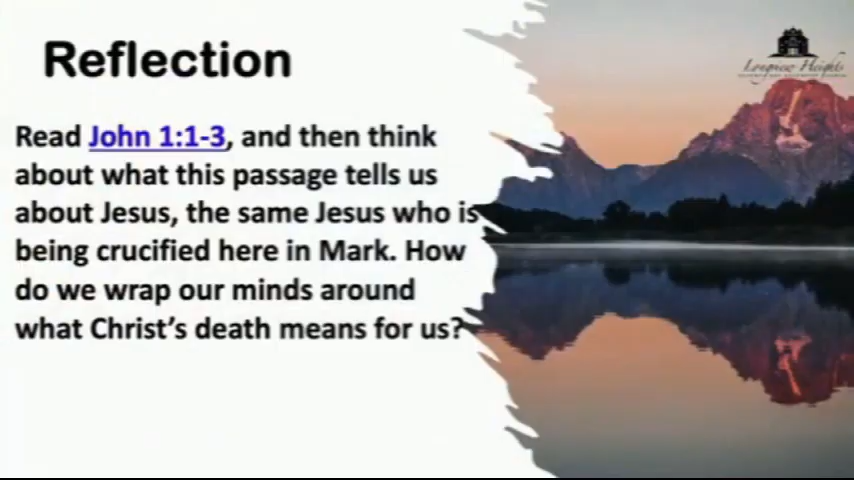 Reflection
Longview Heights
Read John 1:1-3, and then think
about what this passage tells us
about Jesus, the same Jesus who is
being crucified here in Mark. How
do we wrap our minds around
what Christ's death means for us?